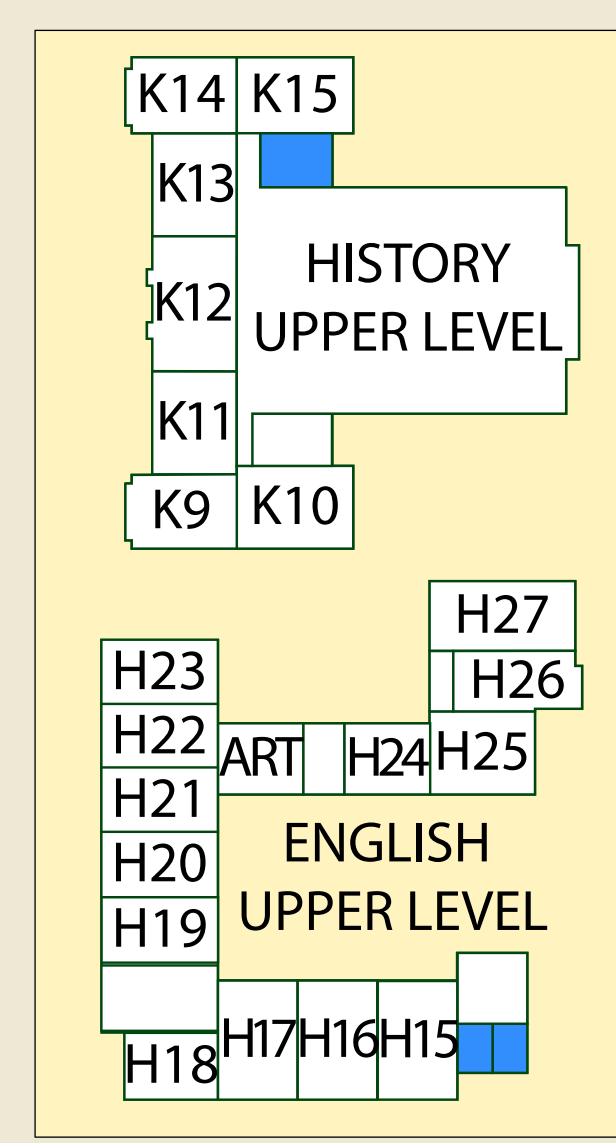 K14 K15
K13
HISTORY
UPPER LEVEL
K12
K11
K9 K10
H27
H23
H26
H22
ART H24 H25
H21
ENGLISH
UPPER LEVEL
H20
H19
H17 H16 H15
H18